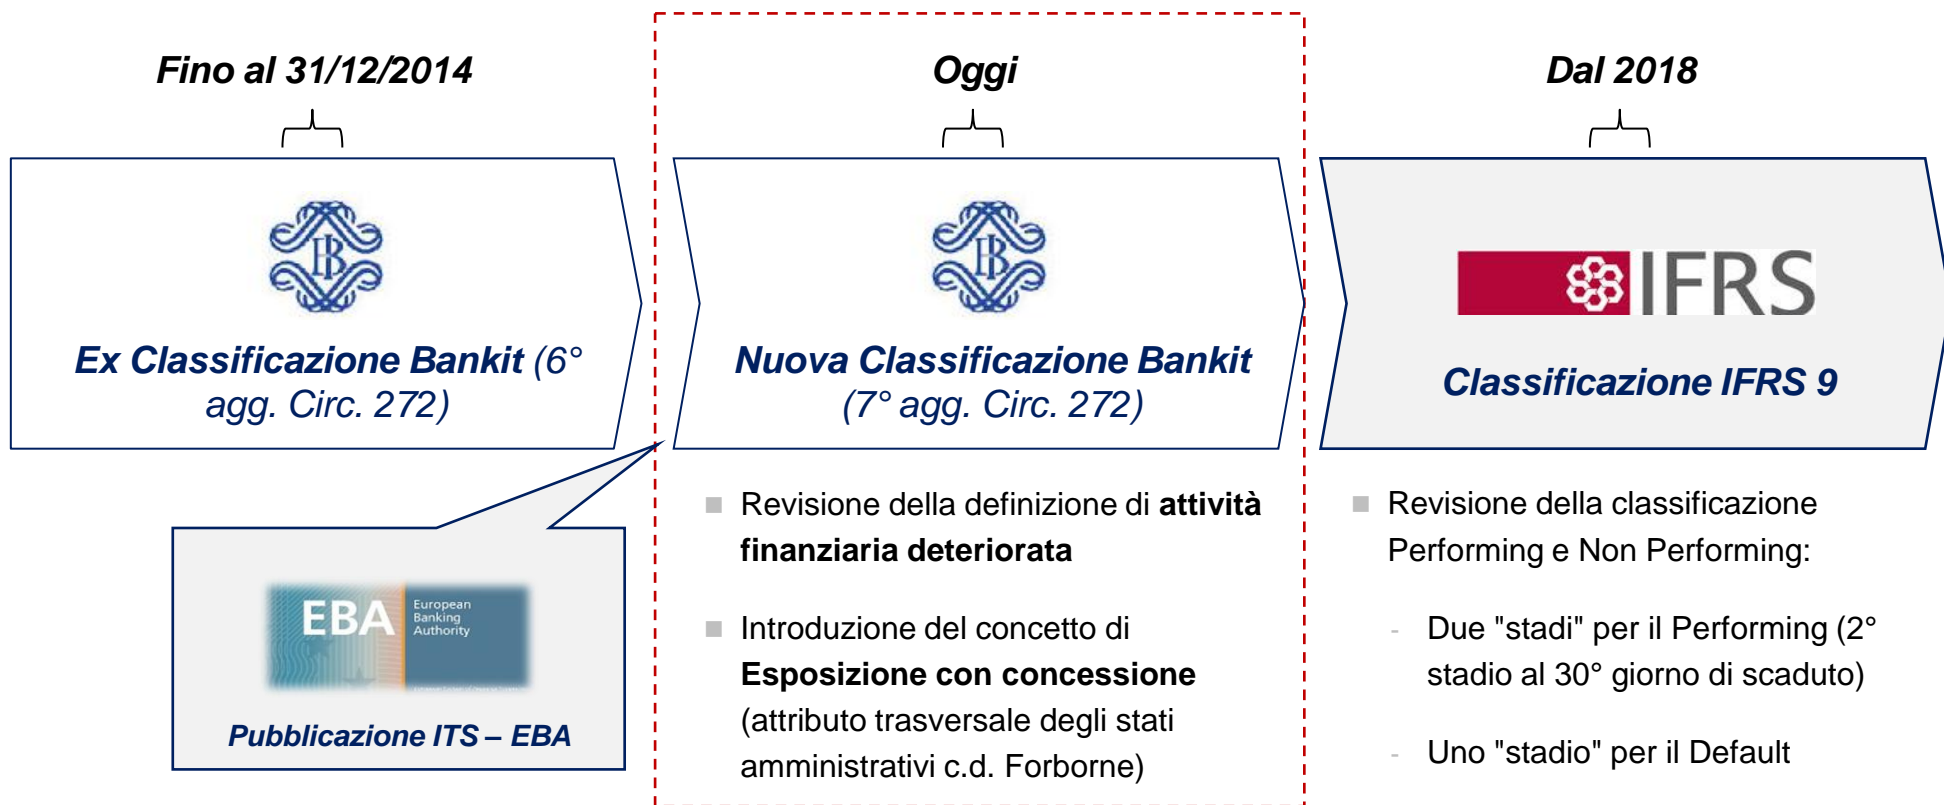 Fino al 31/12/2014
Oggi
Dal 2018
Ex Classificazione Bankit (6°
agg. Circ. 272)
Nuova Classificazione Bankit
(7° agg. Circ. 272)
IFRS
Classificazione IFRS 9
EBA
European
Banking
Authority
Pubblicazione ITS – EBA
Revisione della definizione di attività
finanziaria deteriorata
Introduzione del concetto di
Esposizione con concessione
(attributo trasversale degli stati
amministrativi c.d. Forborne)
Revisione della classificazione
Performing e Non Performing:
- Due "stadi" per il Performing (2°
stadio al 30° giorno di scaduto)
- Uno "stadio" per il Default